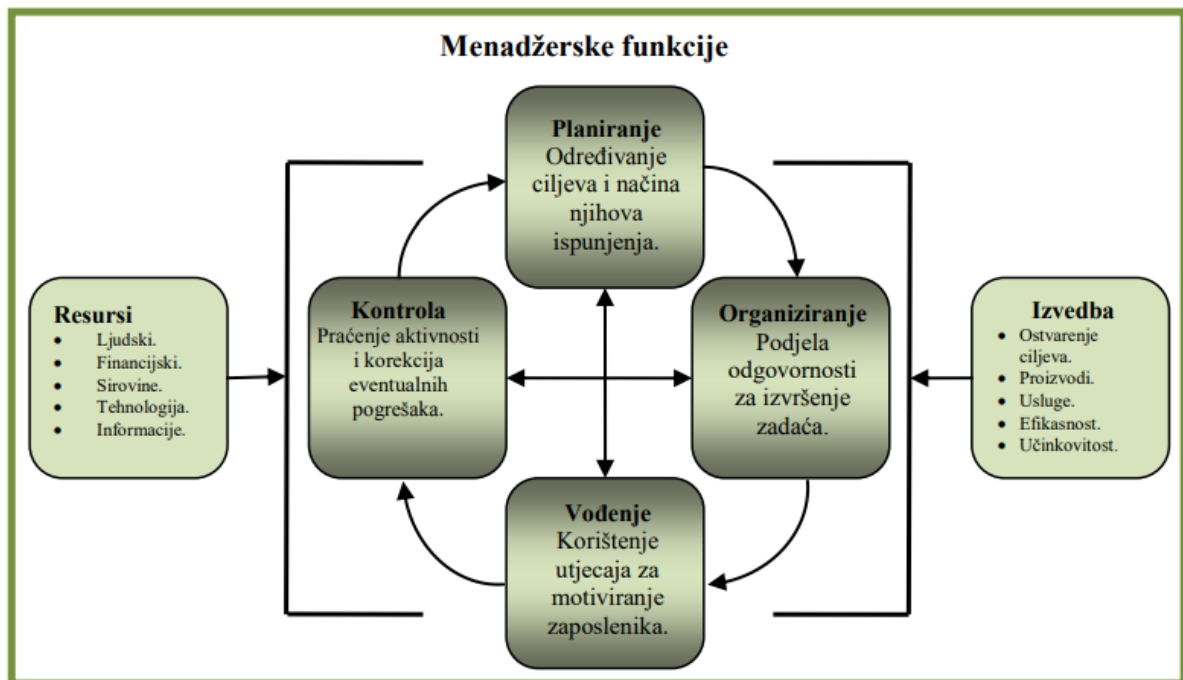 Menadžerske funkcije
Planiranje
Određivanje
ciljeva i načina
njihova
ispunjenja.
Resursi
• Ljudski.
• Financijski.
• Sirovine.
• Tehnologija.
• Informacije.
Kontrola
Praćenje aktivnosti
i korekcija
eventualnih
pogrešaka.
Organiziranje
Podjela
odgovornosti
za izvršenje
zadaća.
Izvedba
• Ostvarenje
ciljeva.
• Proizvodi.
• Usluge.
• Efikasnost.
• Učinkovitost.
Vođenje
Korištenje
utjecaja za
motiviranje
zaposlenika.